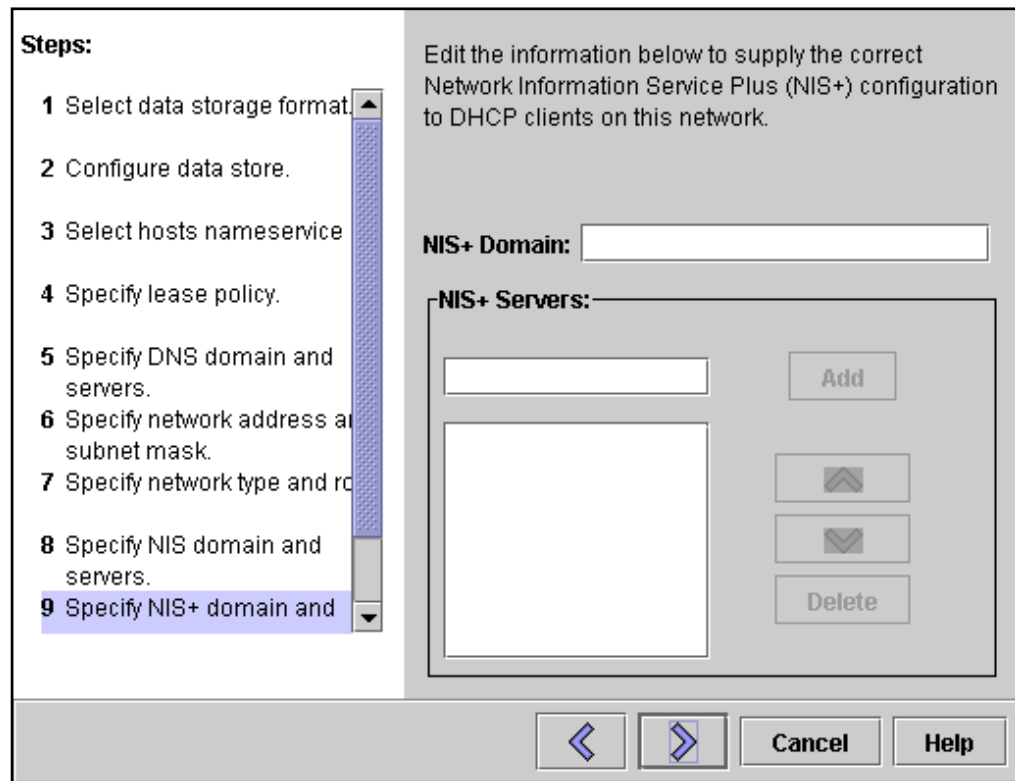 Steps:
1 Select data storage format.
2 Configure data store.
3 Select hosts nameservice
4 Specify lease policy.
5 Specify DNS domain and
servers.
6 Specify network address
subnet mask.
7 Specify network type and
8 Specify NIS domain and
servers.
9 Specify NIS+ domain and
Edit the information below to supply the correct
Network Information Service Plus (NIS+) configuration
to DHCP clients on this network.
NIS+ Domain:
NIS+ Servers:
Add
Delete
Cancel
Help